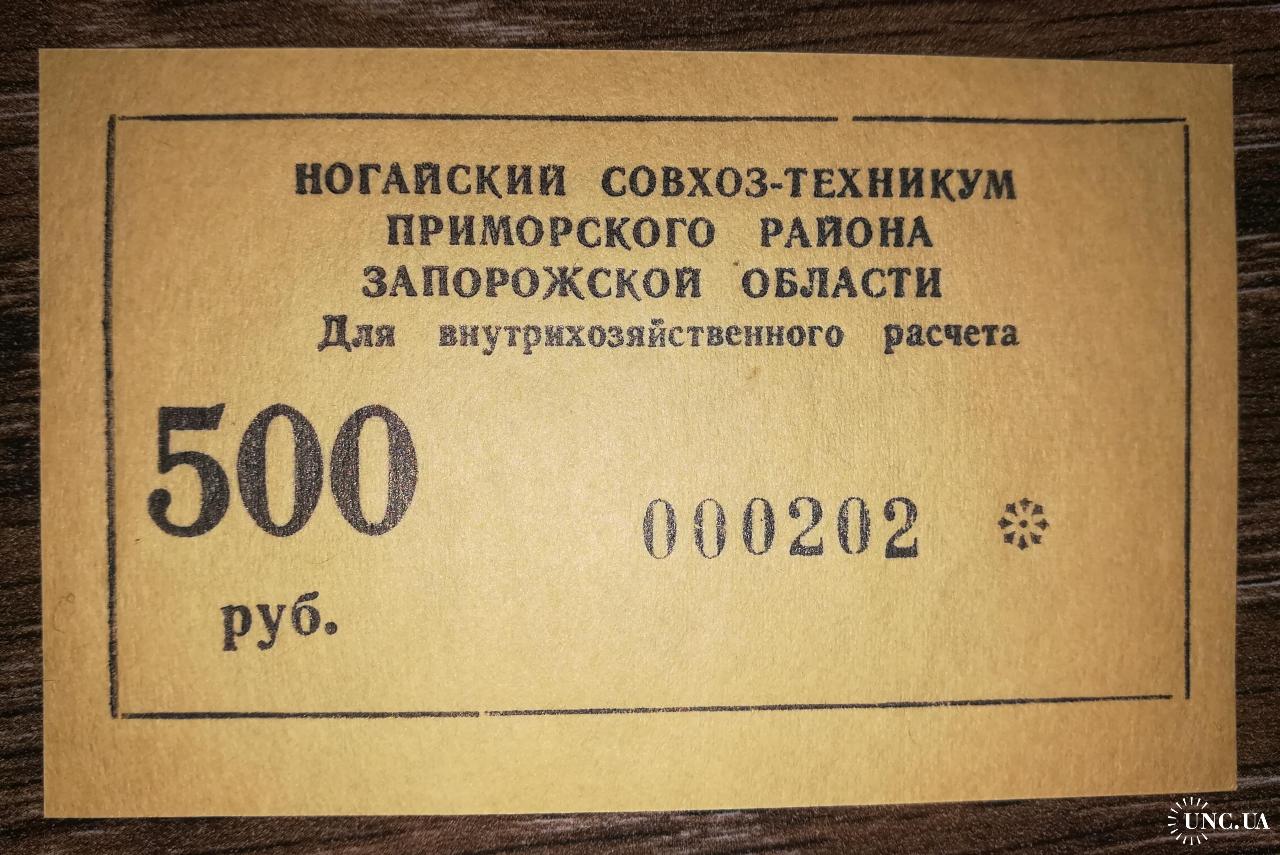 НОГАЙСКИЙ СОВХОЗ-ТЕХНИКУМ
ПРИМОРСКОГО РАЙОНА
ЗАПОРОЖСКОЙ ОБЛАСТИ
Для внутрихозяйственного расчета
500
000202
руб.
UNC.UA